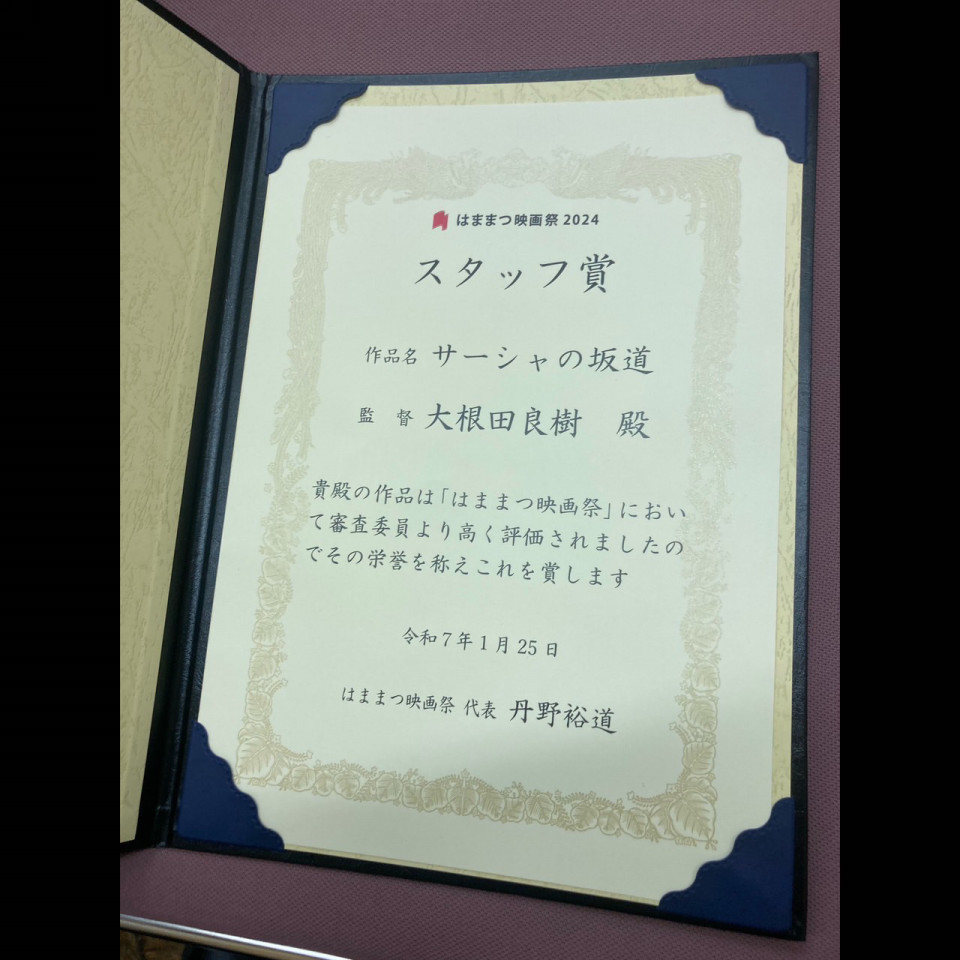 はままつ映画祭2024
スタッフ賞
作品名 サーシャの坂道
監督 大根田良樹 殿
貴殿の作品は「はままつ映画祭」におい
て審査委員より高く評価されましたの
でその栄誉を称えこれを賞します
令和7年1月25日
はままつ映画祭 代表 丹野裕道